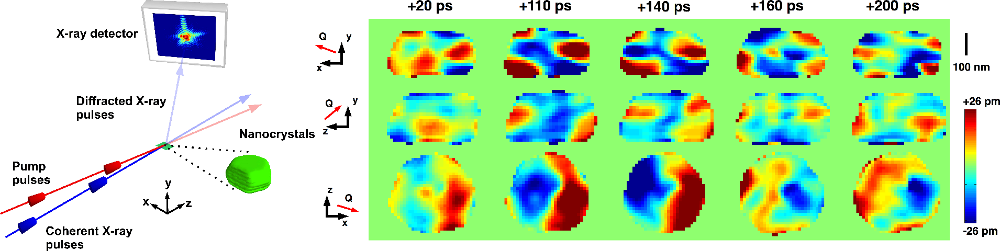 X-ray detector
Diffracted X-ray
pulses
Nanocrystals
Pump
pulses
Coherent X-ray
pulses
y
x
z
+20 ps
+110 ps
+140 ps
+160 ps
+200 ps
Q
y
x
Q
y
z
z
Q
x
100 nm
+26 pm
-26 pm